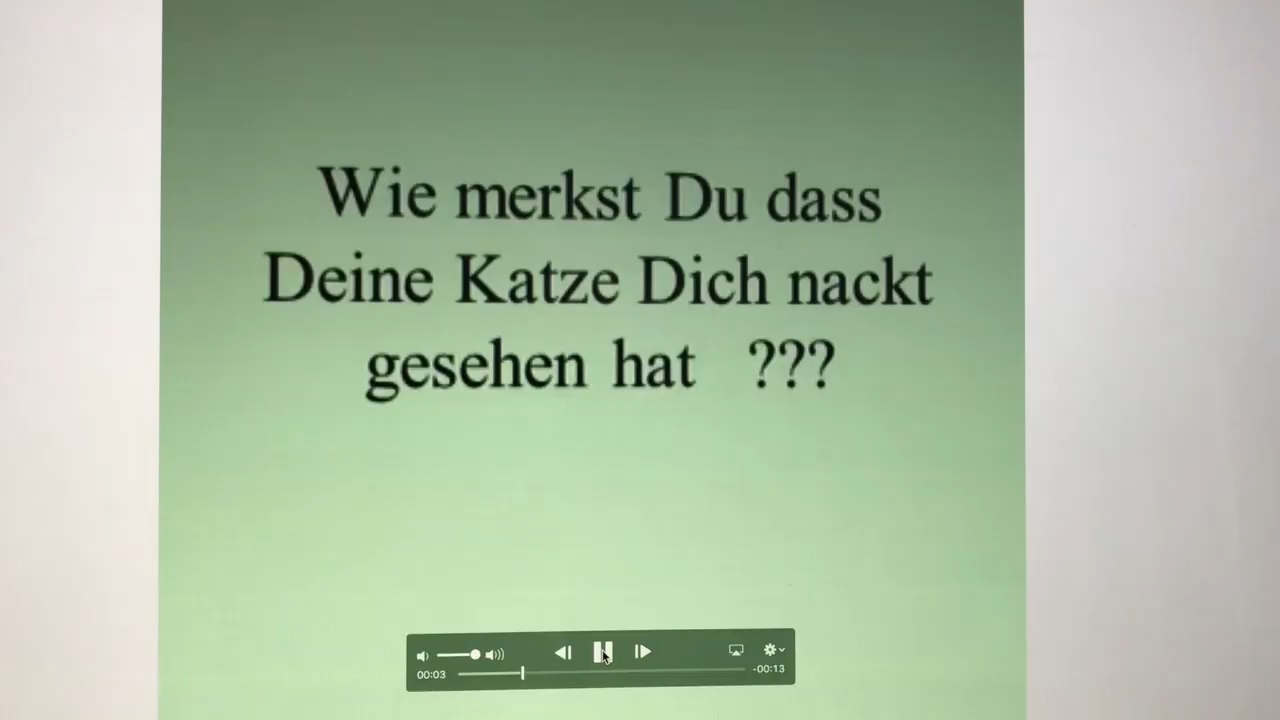 Wie merkst Du dass
Deine Katze Dich nackt
gesehen hat ???
00:03
-00:13